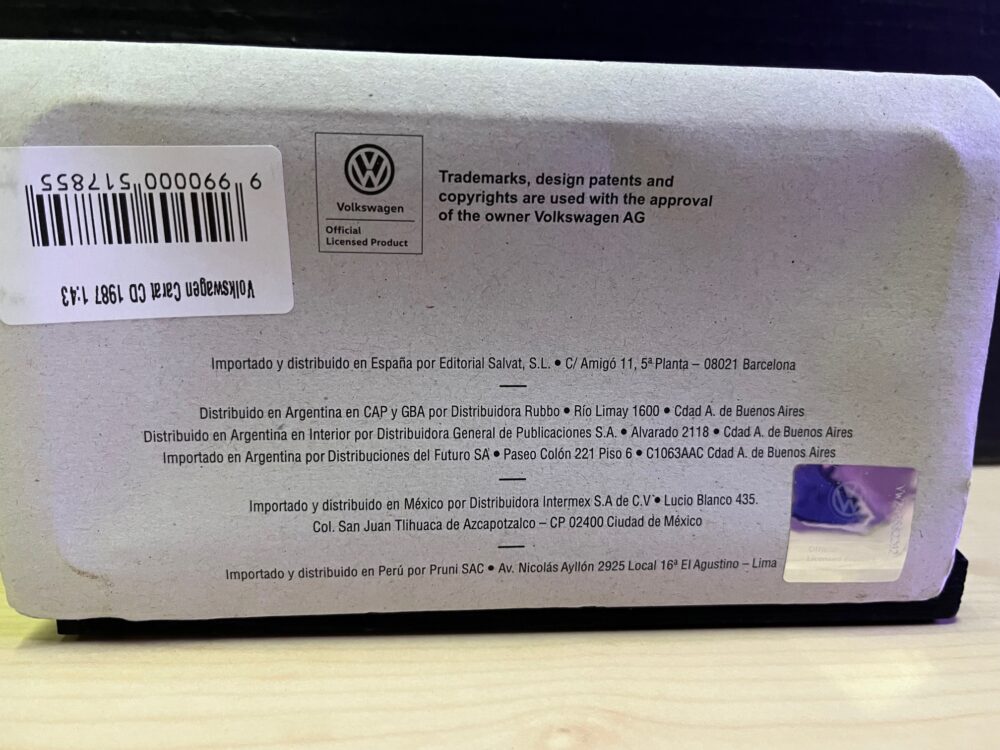 9 990000 517855
Volkswagen Carat CD 1987 1:43
Volkswagen
Official
Licensed Product
Trademarks, design patents and
copyrights are used with the approval
of the owner Volkswagen AG
Importado y distribuido en España por Editorial Salvat, S.L. • C/ Amigó 11, 5ª Planta – 08021 Barcelona
Distribuido en Argentina en CAP y GBA por Distribuidora Rubbo • Río Limay 1600 • Cdad A. de Buenos Aires
Distribuido en Argentina en Interior por Distribuidora General de Publicaciones S.A. • Alvarado 2118 • Cdad A. de Buenos Aires
Importado en Argentina por Distribuciones del Futuro SA • Paseo Colón 221 Piso 6 • C1063AAC Cdad A. de Buenos Aires
Importado y distribuido en México por Distribuidora Intermex S.A de C.V • Lucio Blanco 435.
Col. San Juan Tlihuaca de Azcapotzalco – CP 02400 Ciudad de México
Importado y distribuido en Perú por Pruni SAC • Av. Nicolás Ayllón 2925 Local 16ª El Agustino – Lima
Official
Licensed